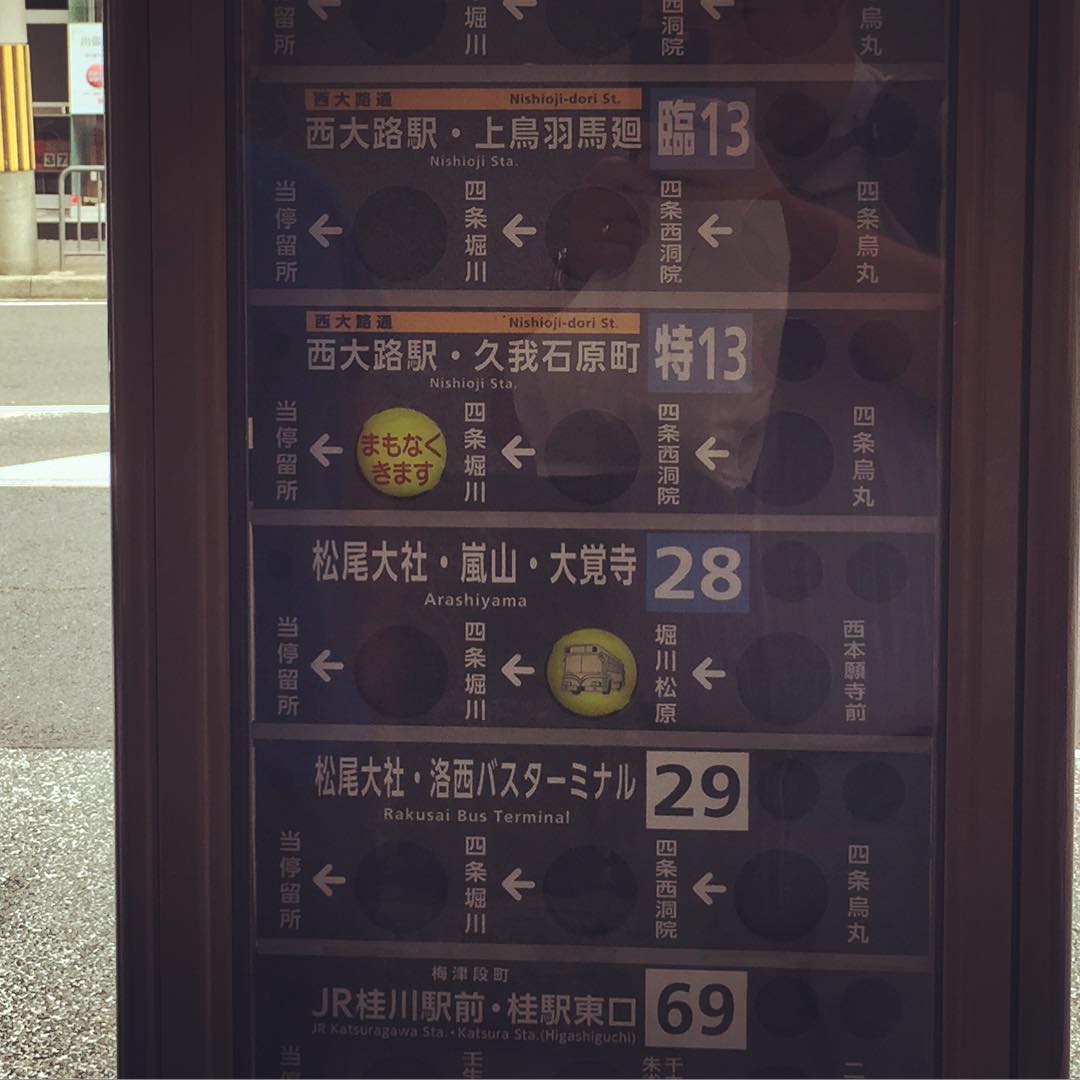 留所
堀川
西洞院
烏丸
西大路通 Nishioji-dori St.
西大路駅・上鳥羽馬廻
臨13
Nishioji Sta.
当停留所
←
四条堀川
←
四条西洞院
←
四条烏丸
西大路通 Nishioji-dori St.
西大路駅・久我石原町
特13
Nishioji Sta.
当停留所
←
まもなく
きます
四条堀川
←
四条西洞院
←
四条烏丸
松尾大社・嵐山・大覚寺
28
Arashiyama
当停留所
←
四条堀川
←
堀川松原
←
西本願寺前
松尾大社・洛西バスターミナル
29
Rakusai Bus Terminal
当停留所
←
四条堀川
←
四条西洞院
←
四条烏丸
梅津段町
JR桂川駅前・桂駅東口
69
JR Katsuragawa Sta.・Katsura Sta.(Higashiguchi)
当停
壬生
37